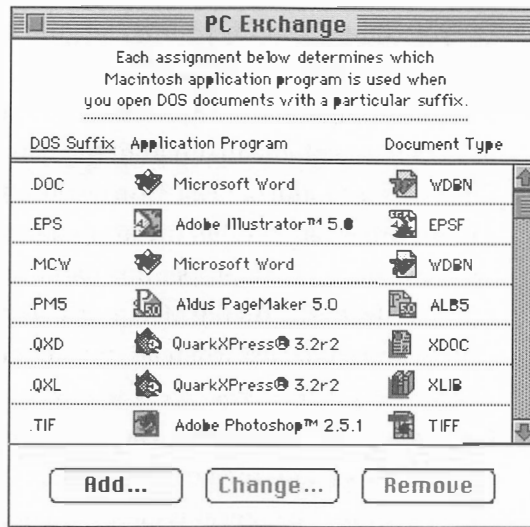 PC Exchange
Each assignment below determines which
Macintosh application program is used when
you open DOS documents with a particular suffix.
DOS Suffix Application Program Document Type
.DOC Microsoft Word WDBN
.EPS Adobe Illustrator™ 5.0 EPSF
.MCW Microsoft Word WDBN
.PM5 Aldus PageMaker 5.0 ALB5
.QXD QuarkXPress® 3.2r2 XDOC
.QXL QuarkXPress® 3.2r2 XLIB
.TIF Adobe Photoshop™ 2.5.1 TIFF
Add... Change... Remove